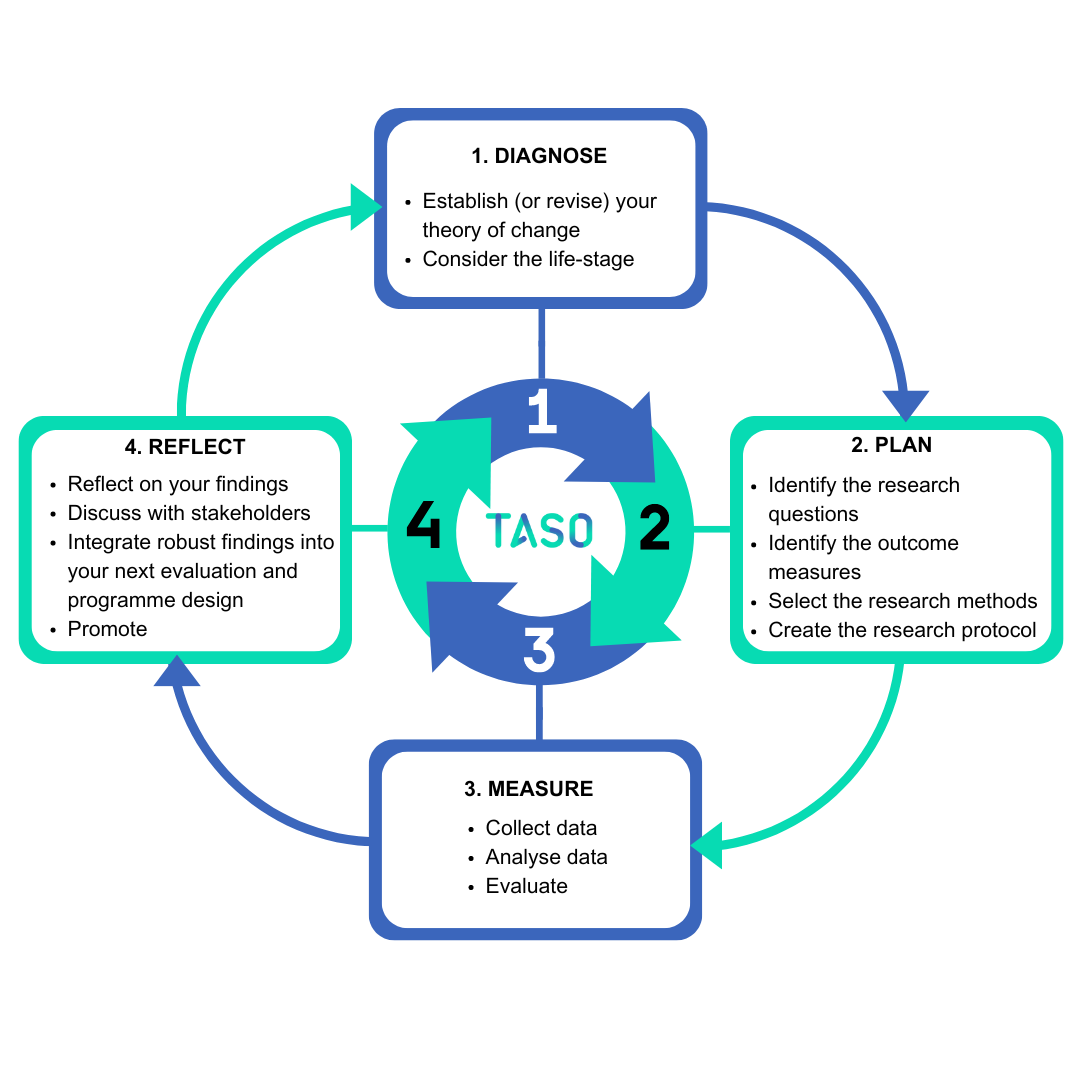 1. DIAGNOSE
• Establish (or revise) your
theory of change
• Consider the life-stage
1
2. PLAN
• Identify the research
questions
• Identify the outcome
measures
• Select the research methods
• Create the research protocol
2
3. MEASURE
• Collect data
• Analyse data
• Evaluate
3
4. REFLECT
• Reflect on your findings
• Discuss with stakeholders
• Integrate robust findings into
your next evaluation and
programme design
• Promote
4
TASO